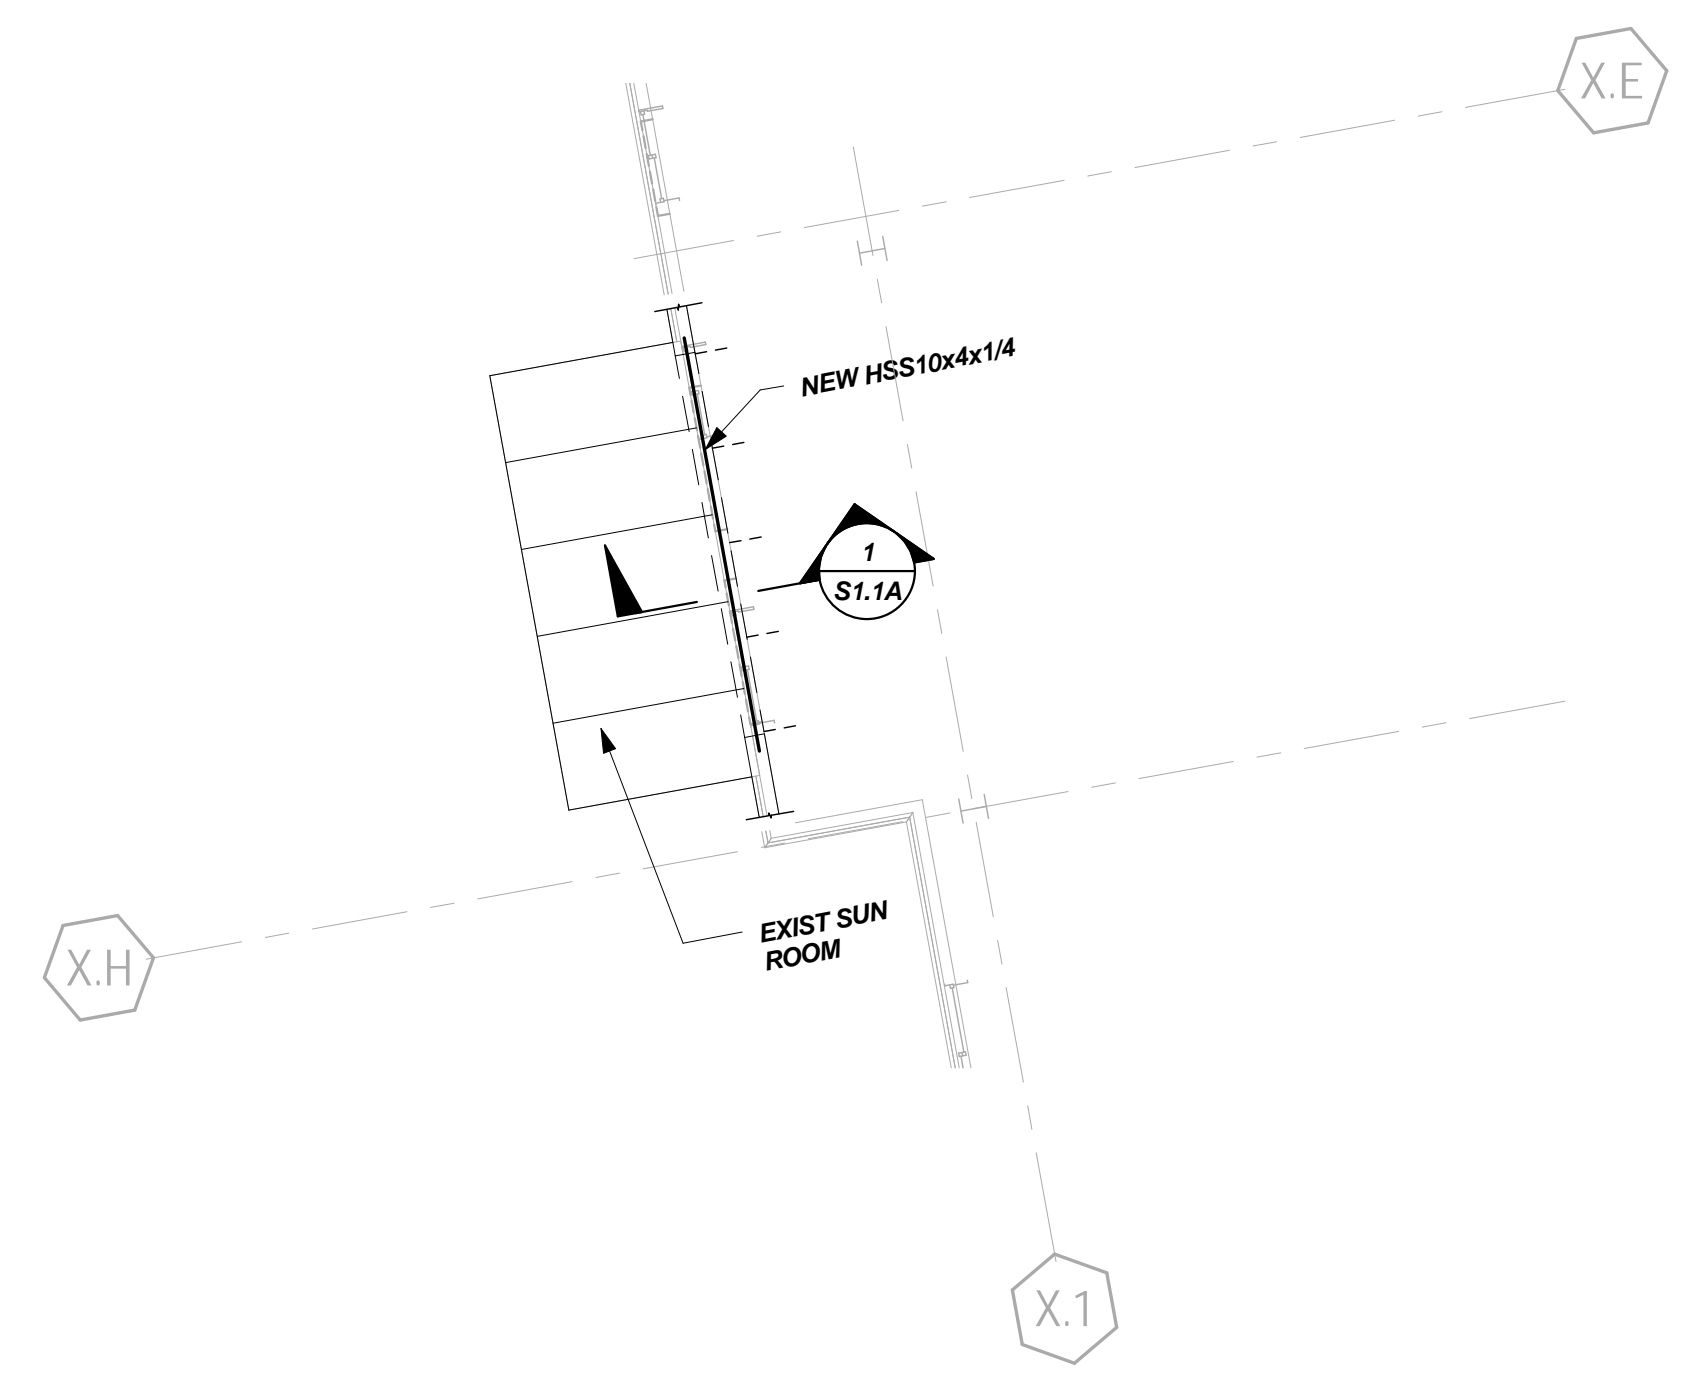 X.E
NEW HSS10x4x1/4
1
S1.1A
EXIST SUN
ROOM
X.H
X.1